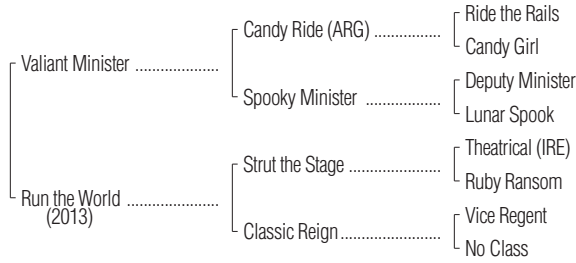 Ride the Rails
Candy Ride (ARG) ................
Candy Girl
Valiant Minister ....................
Deputy Minister
Spooky Minister ..................
Lunar Spook
Theatrical (IRE)
Strut the Stage ......................
Ruby Ransom
Run the World ......................
(2013)
Vice Regent
Classic Reign........................
No Class